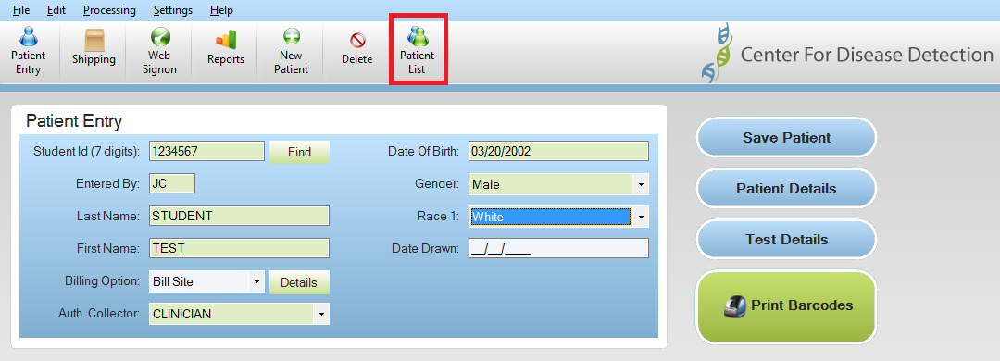 File Edit Processing Settings Help
Patient Entry
Shipping
Web Signon
Reports
New Patient
Delete
Patient List
Center For Disease Detection
Patient Entry
Student Id (7 digits): 1234567 Find
Date Of Birth: 03/20/2002
Entered By: JC
Gender: Male
Last Name: STUDENT
Race 1: White
First Name: TEST
Date Drawn: __/__/____
Billing Option: Bill Site Details
Auth. Collector: CLINICIAN
Save Patient
Patient Details
Test Details
Print Barcodes